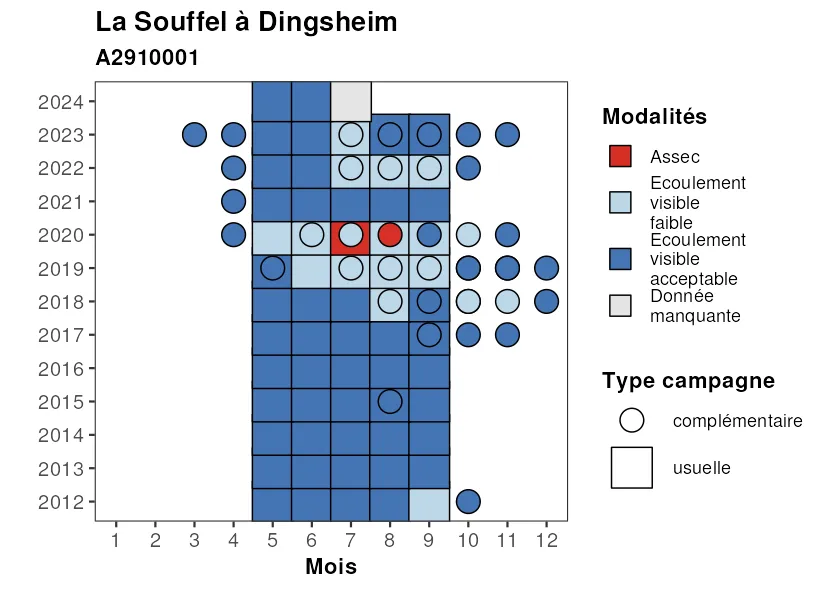 La Souffel à Dingsheim
A2910001
2024
2023
2022
2021
2020
2019
2018
2017
2016
2015
2014
2013
2012
1 2 3 4 5 6 7 8 9 10 11 12
Mois
Modalités
Assec
Ecoulement
visible
faible
Ecoulement
visible
acceptable
Donnée
manquante
Type campagne
complémentaire
usuelle